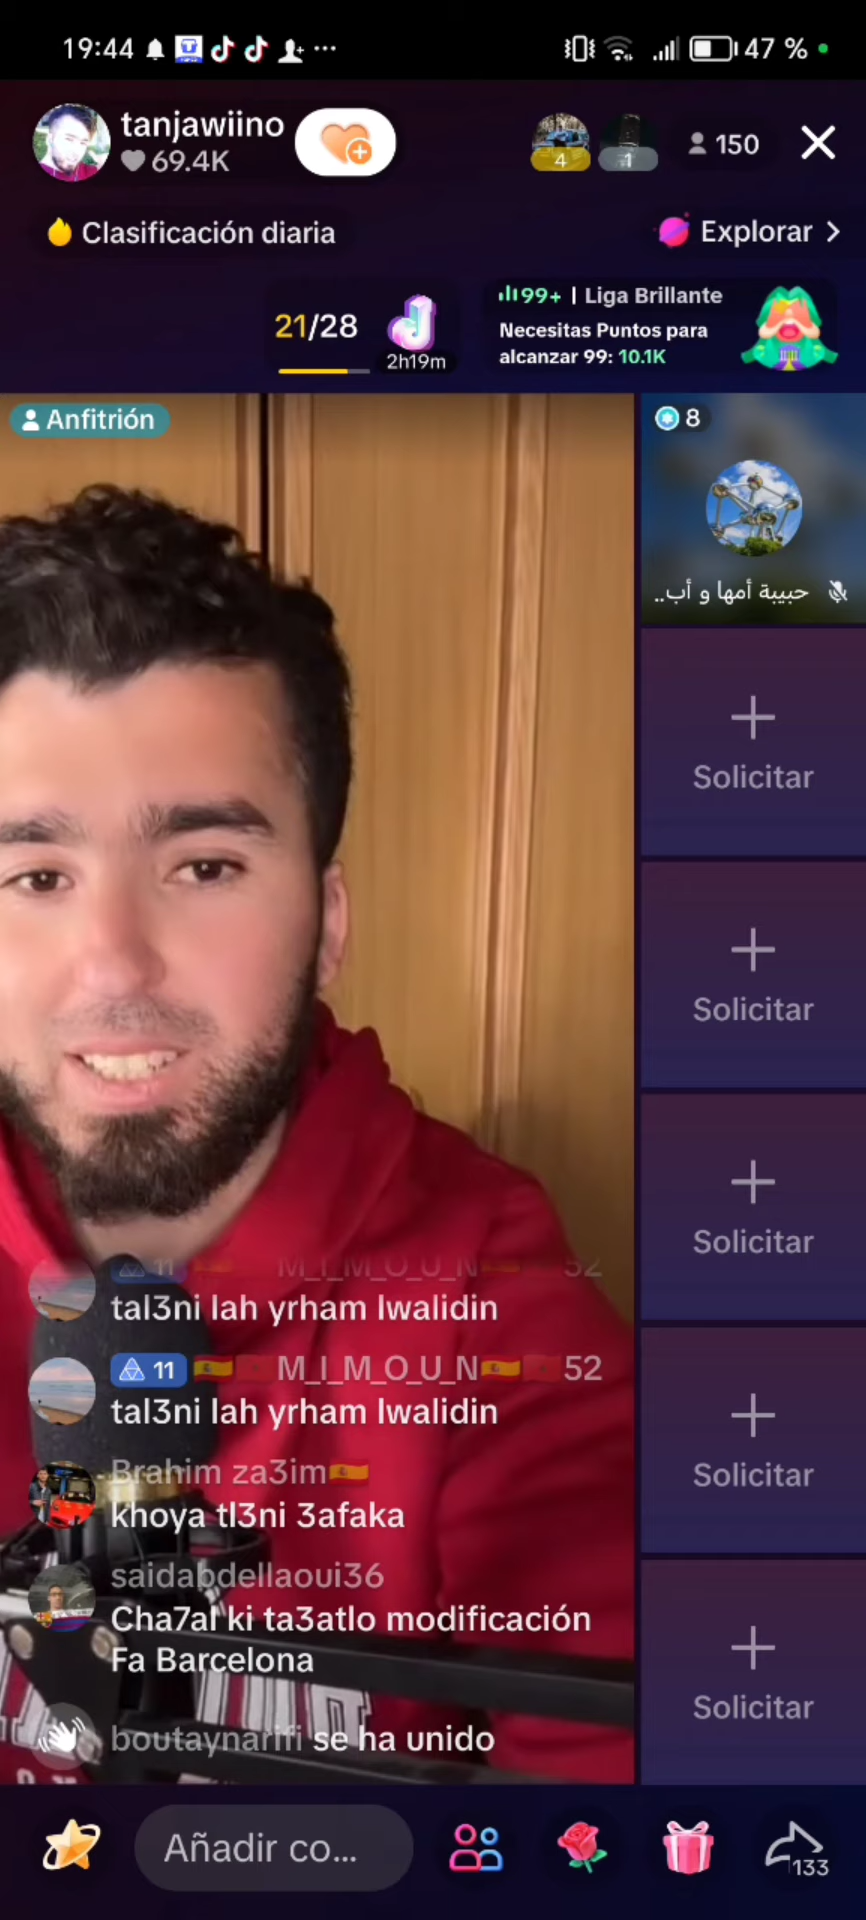 19:44
47 %
tanjawiino
69.4K
4
1
150
Clasificación diaria
Explorar
21/28
2h19m
99+ | Liga Brillante
Necesitas Puntos para
alcanzar 99: 10.1K
Anfitrión
8
حبيبة أمها و أب..
Solicitar
Solicitar
Solicitar
Solicitar
Solicitar
11 M_I_M_O_U_N 52
tal3ni lah yrham lwalidin
11 M_I_M_O_U_N 52
tal3ni lah yrham lwalidin
Brahim za3im
khoya tl3ni 3afaka
saidabdellaoui36
Cha7al ki ta3atlo modificación
Fa Barcelona
boutaynarifi se ha unido
Añadir co...
133